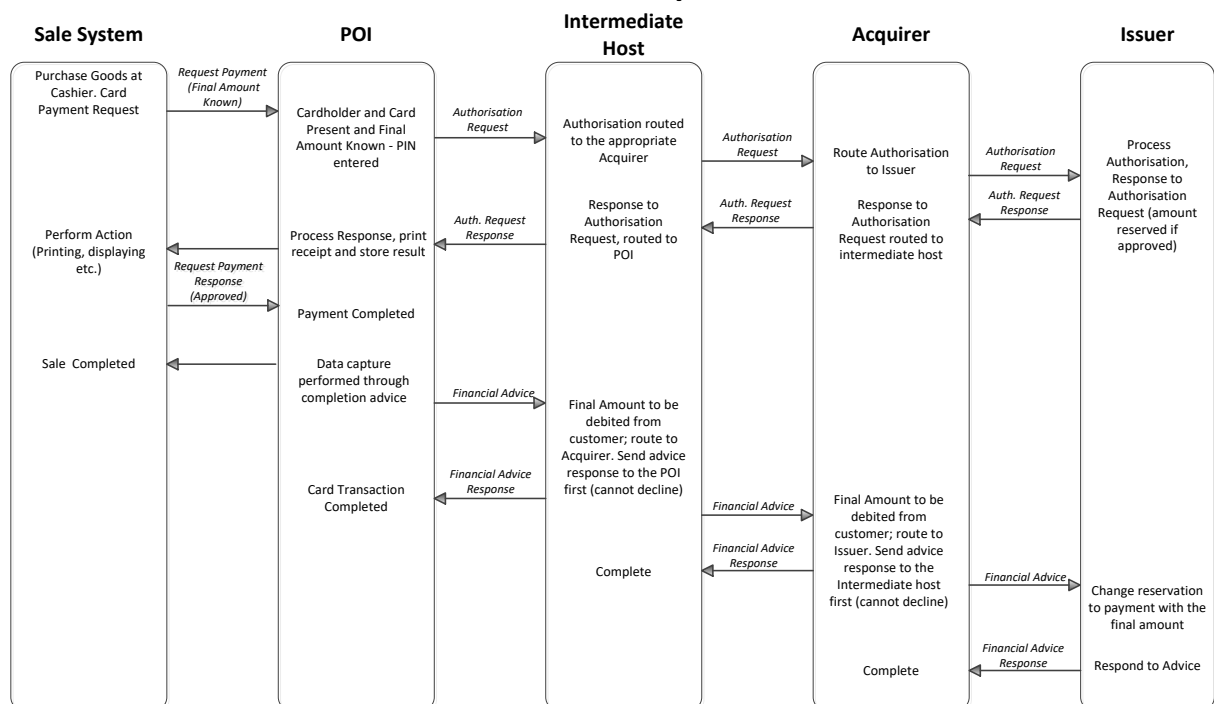 Sale System
POI
Intermediate
Host
Acquirer
Issuer
Purchase Goods at
Cashier. Card
Payment Request
Request Payment
(Final Amount
Known)
Cardholder and Card
Present and Final
Amount Known - PIN
entered
Authorisation
Request
Authorisation routed
to the appropriate
Acquirer
Authorisation
Request
Route Authorisation
to Issuer
Authorisation
Request
Process
Authorisation,
Response to
Authorisation
Request (amount
reserved if
approved)
Auth. Request
Response
Response to
Authorisation
Request routed to
intermediate host
Auth. Request
Response
Response to
Authorisation
Request, routed to
POI
Auth. Request
Response
Process Response, print
receipt and store result
Perform Action
(Printing, displaying
etc.)
Request Payment
Response
(Approved)
Payment Completed
Sale  Completed
Data capture
performed through
completion advice
Financial Advice
Final Amount to be
debited from
customer; route to
Acquirer. Send advice
response to the POI
first (cannot decline)
Financial Advice
Response
Card Transaction
Completed
Financial Advice
Final Amount to be
debited from
customer; route to
Issuer. Send advice
response to the
Intermediate host
first (cannot decline)
Financial Advice
Response
Complete
Financial Advice
Change reservation
to payment with the
final amount
Financial Advice
Response
Respond to Advice
Complete